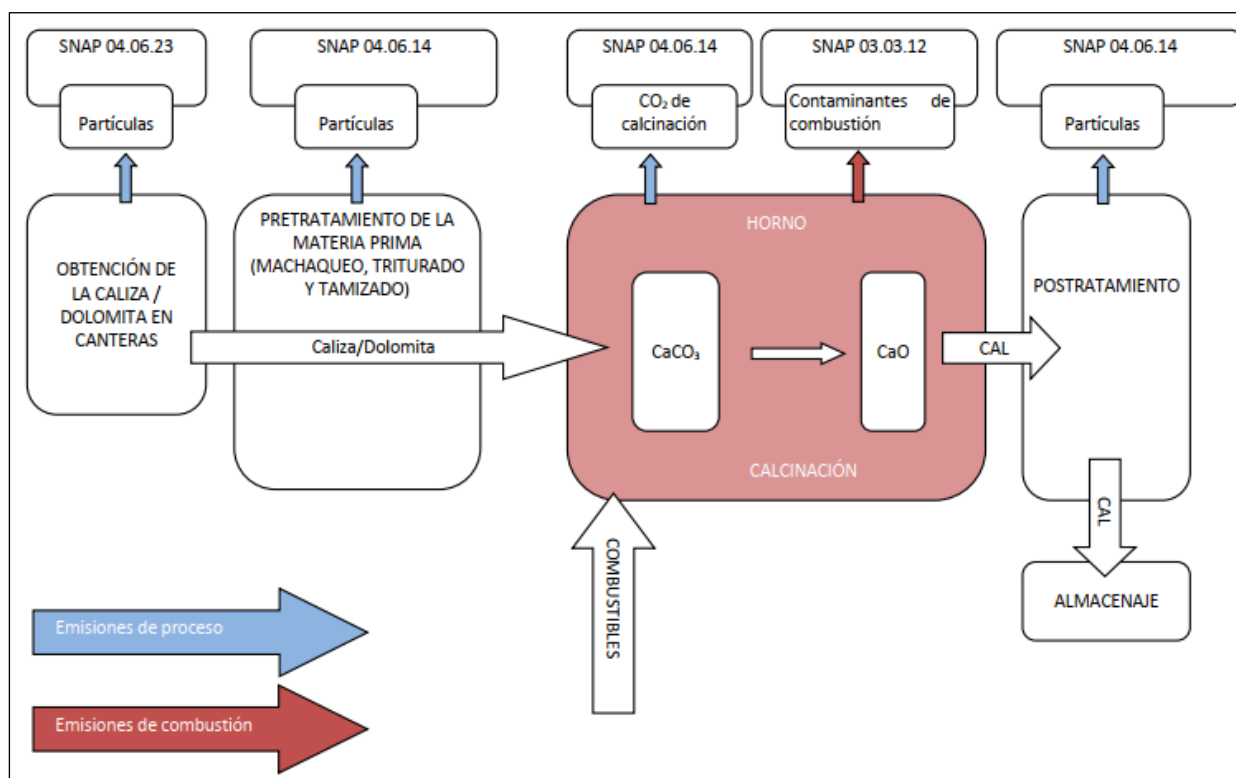 SNAP 04.06.23
Partículas
SNAP 04.06.14
Partículas
SNAP 04.06.14
CO₂ de
calcinación
SNAP 03.03.12
Contaminantes de
combustión
SNAP 04.06.14
Partículas
OBTENCIÓN DE
LA CALIZA /
DOLOMITA EN
CANTERAS
PRETRATAMIENTO DE LA
MATERIA PRIMA
(MACHAQUEO, TRITURADO
Y TAMIZADO)
Caliza/Dolomita
HORNO
CaCO₃
CaO
CALCINACIÓN
CAL
POSTRATAMIENTO
CAL
ALMACENAJE
COMBUSTIBLES
Emisiones de proceso
Emisiones de combustión